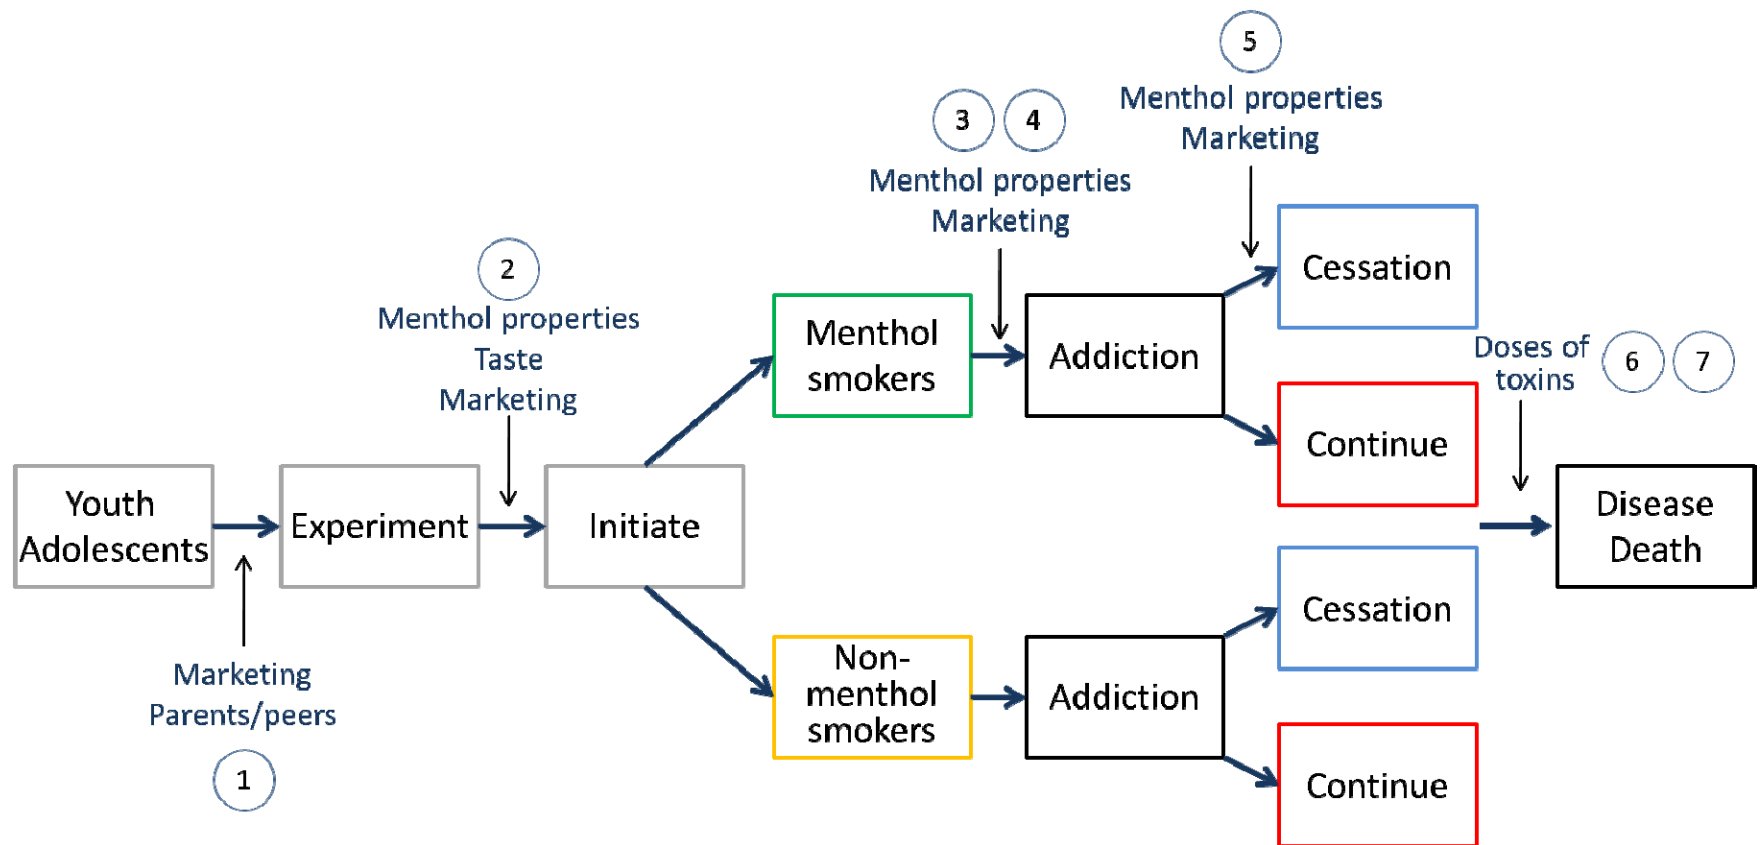 5
Menthol properties
Marketing
3 4
Menthol properties
Marketing
2
Menthol properties
Taste
Marketing
Cessation
Menthol
smokers
Addiction
Doses of
toxins
6 7
Continue
Youth
Adolescents
Experiment
Initiate
Disease
Death
Cessation
Marketing
Parents/peers
1
Non-
menthol
smokers
Addiction
Continue